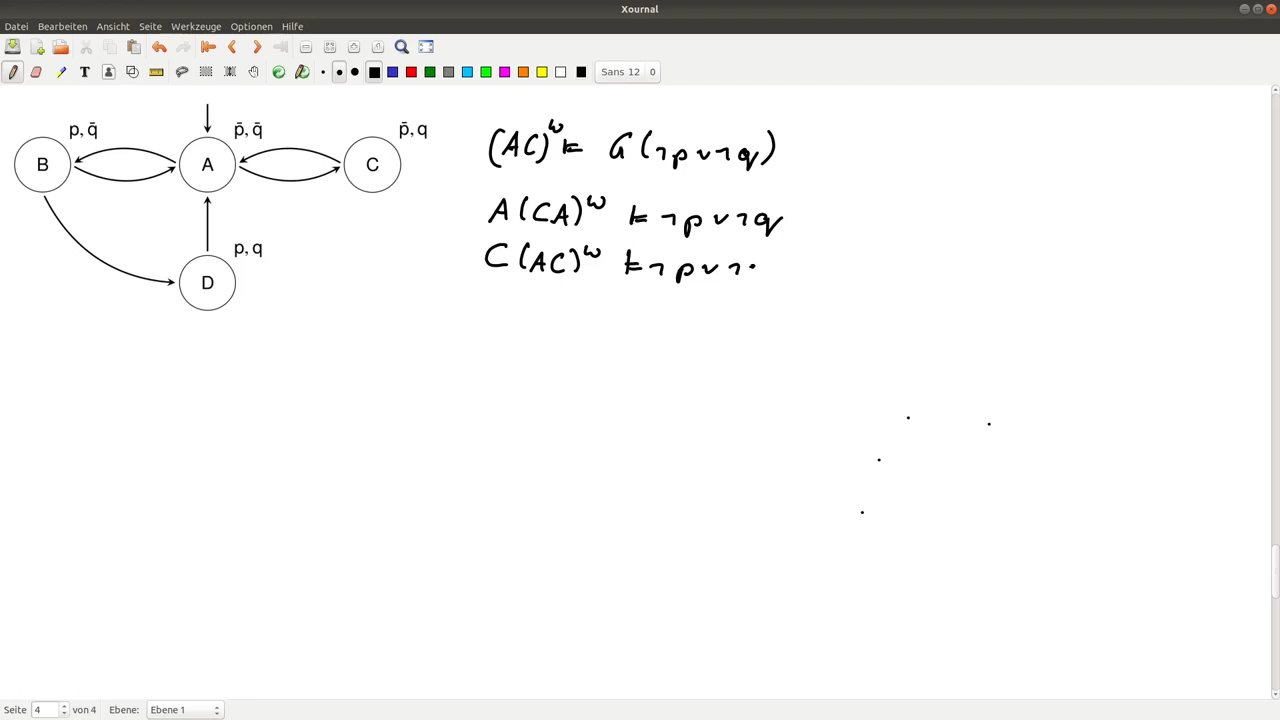 Xournal
Datei Bearbeiten Ansicht Seite Werkzeuge Optionen Hilfe
T Sans 12 0
p, q̄ p̄, q̄ p̄, q
B A C
p, q
D
(AC)^ω ⊨ G(¬p∨¬q)
A(CA)^ω ⊨ ¬p∨¬q
C(AC)^ω ⊨ ¬p∨¬
Seite 4 von 4 Ebene: Ebene 1